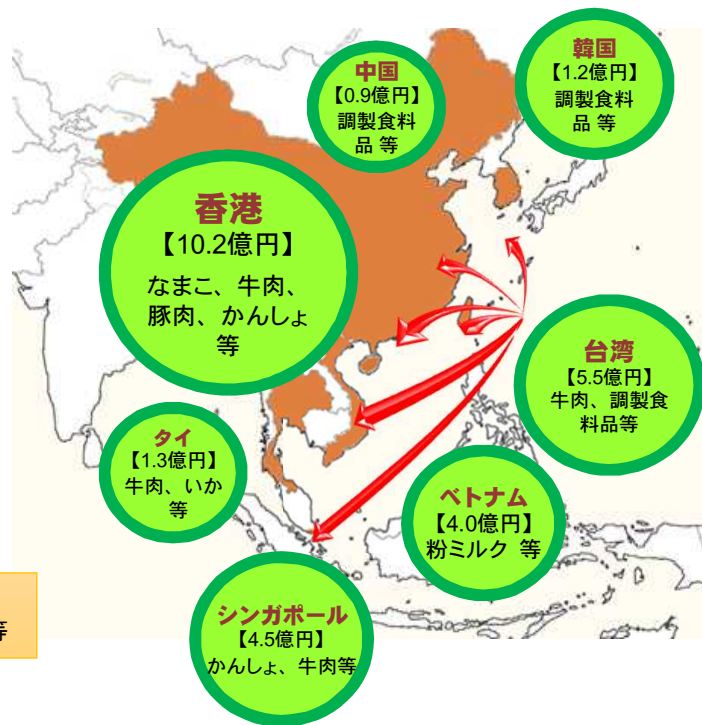 中国
【0.9億円】
調製食料
品 等
韓国
【1.2億円】
調製食料
品 等
香港
【10.2億円】
なまこ、牛肉、
豚肉、かんしょ
等
台湾
【5.5億円】
牛肉、調製食
料品等
タイ
【1.3億円】
牛肉、いか
等
ベトナム
【4.0億円】
粉ミルク 等
シンガポール
【4.5億円】
かんしょ、牛肉等
等